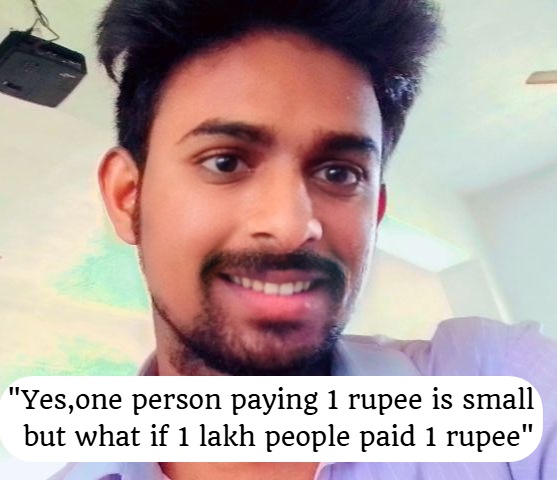 "Yes,one person paying 1 rupee is small
but what if 1 lakh people paid 1 rupee"